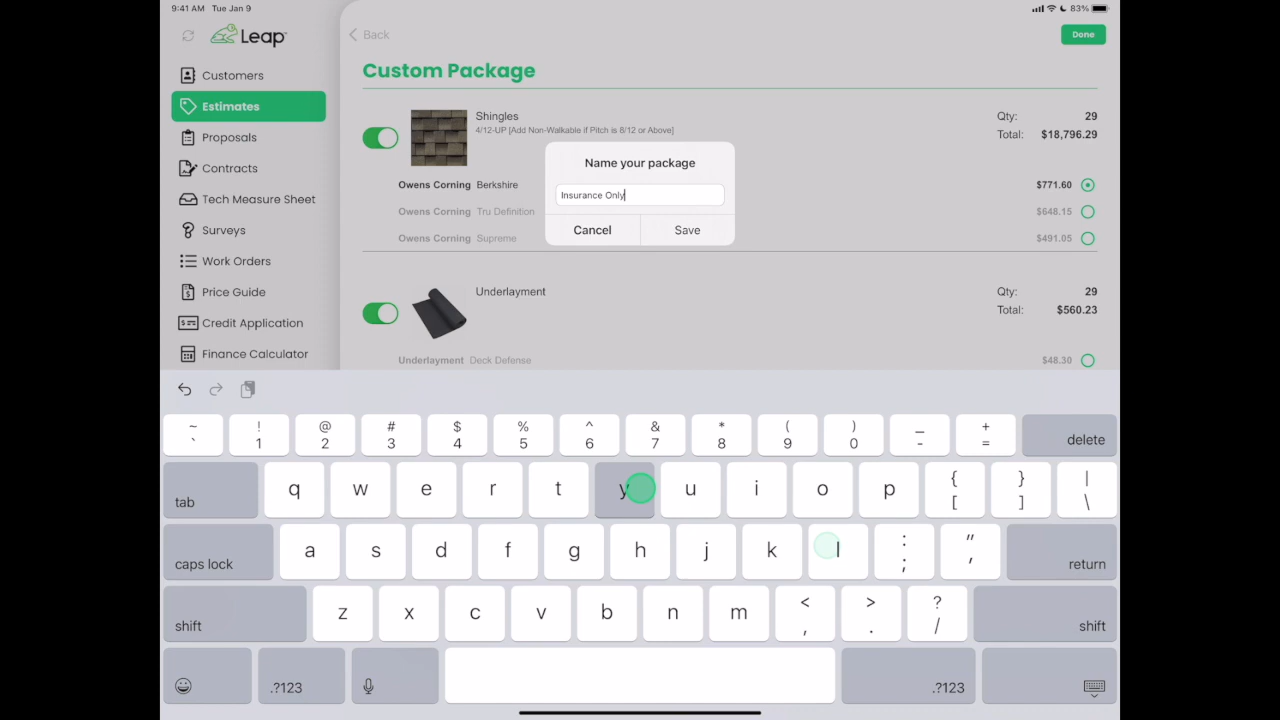 9:41 AM Tue Jan 9
83%
Leap
Customers
Estimates
Proposals
Contracts
Tech Measure Sheet
Surveys
Work Orders
Price Guide
Credit Application
Finance Calculator
Back
Done
Custom Package
Shingles
4/12-UP [Add Non-Walkable if Pitch is 8/12 or Above]
Qty: 29
Total: $18,796.29
Owens Corning Berkshire $771.60
Owens Corning Tru Definition $648.15
Owens Corning Supreme $491.05
Name your package
Insurance Only
Cancel Save
Underlayment
Qty: 29
Total: $560.23
Underlayment Deck Defense $48.30
~ ! @ # $ % ^ & * ( ) _ +
` 1 2 3 4 5 6 7 8 9 0 - = delete
tab q w e r t y u i o p { [ } ] | \
caps lock a s d f g h j k l : ; " ' return
shift z x c v b n m < , > . ? / shift
.?123 .?123